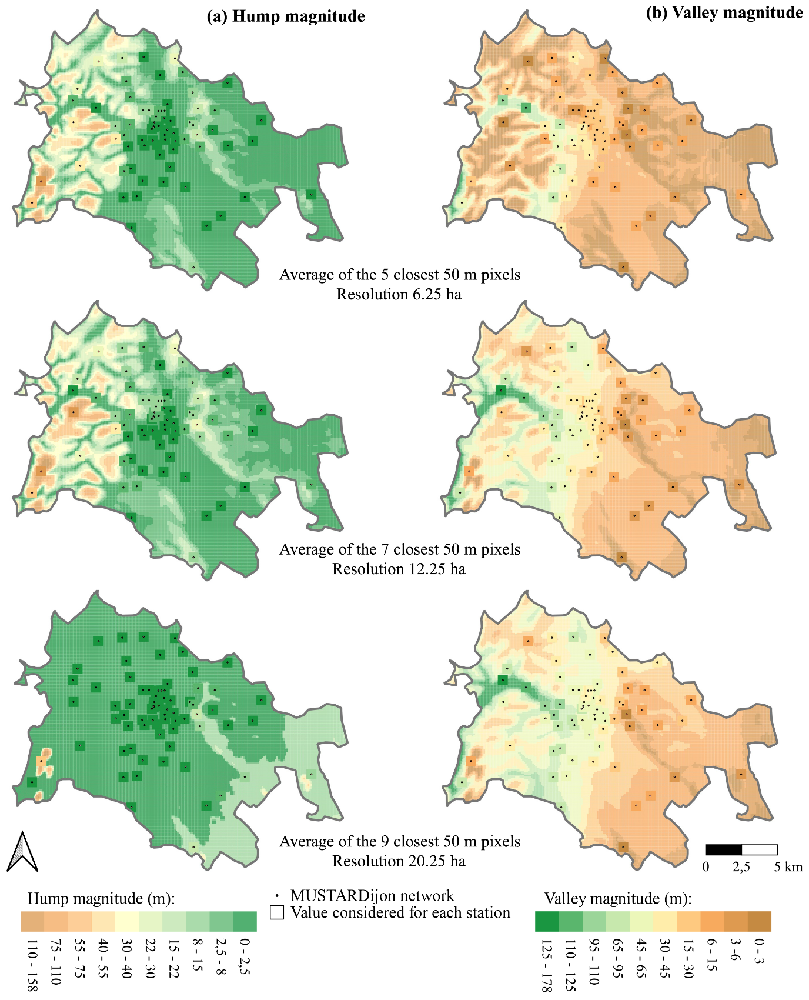 (a) Hump magnitude
(b) Valley magnitude
Average of the 5 closest 50 m pixels
Resolution 6.25 ha
Average of the 7 closest 50 m pixels
Resolution 12.25 ha
Average of the 9 closest 50 m pixels
Resolution 20.25 ha
0 2,5 5 km
Hump magnitude (m):
110 - 158
75 - 110
55 - 75
40 - 55
30 - 40
22 - 30
15 - 22
8 - 15
2,5 - 8
0 - 2,5
MUSTARDijon network
Value considered for each station
Valley magnitude (m):
125 - 178
110 - 125
95 - 110
65 - 95
45 - 65
30 - 45
15 - 30
6 - 15
3 -6
0 - 3